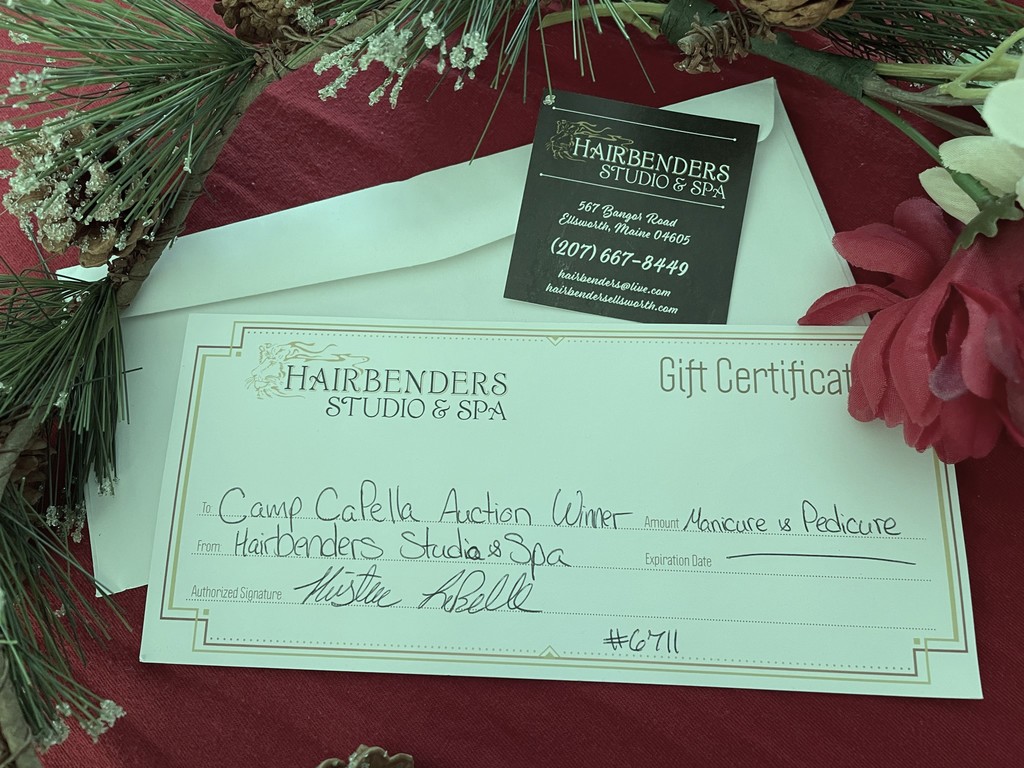 HAIRBENDERS
STUDIO & SPA
567 Bangor Road
Ellsworth, Maine 04605
(207) 667-8449
hairbenders@live.com
hairbendersellsworth.com
HAIRBENDERS
STUDIO & SPA
Gift Certificat
To: Camp CaPella Auction Winner Amount Manicure & Pedicure
From: Hairbenders Studio & Spa Expiration Date
Authorized Signature Kristen LaBelle
#6711